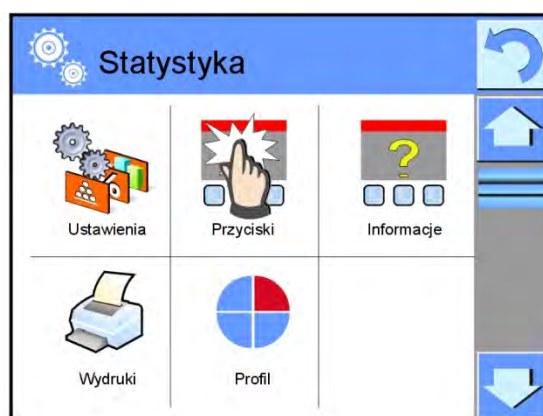 Statystyka
Ustawienia
Przyciski
Informacje
?
Wydruki
Profil